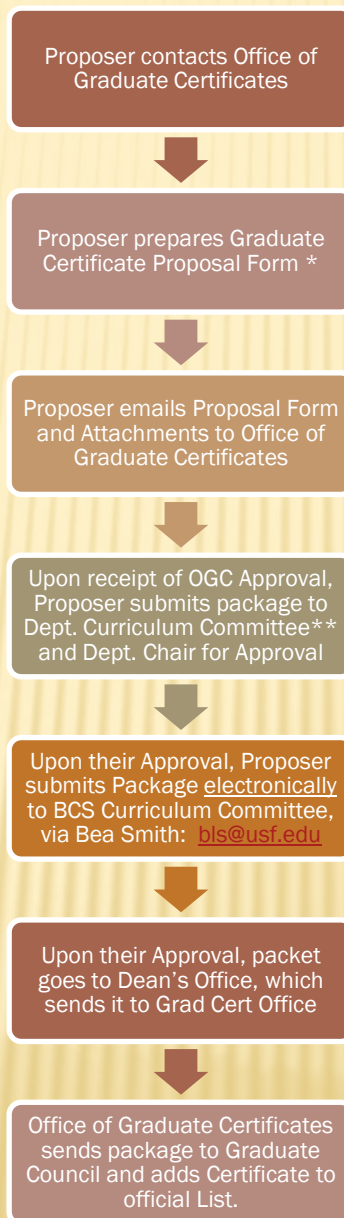 Proposer contacts Office of
Graduate Certificates
Proposer prepares Graduate
Certificate Proposal Form *
Proposer emails Proposal Form
and Attachments to Office of
Graduate Certificates
Upon receipt of OGC Approval,
Proposer submits package to
Dept. Curriculum Committee**
and Dept. Chair for Approval
Upon their Approval, Proposer
submits Package electronically
to BCS Curriculum Committee,
via Bea Smith: bls@usf.edu
Upon their Approval, packet
goes to Dean’s Office, which
sends it to Grad Cert Office
Office of Graduate Certificates
sends package to Graduate
Council and adds Certificate to
official List.